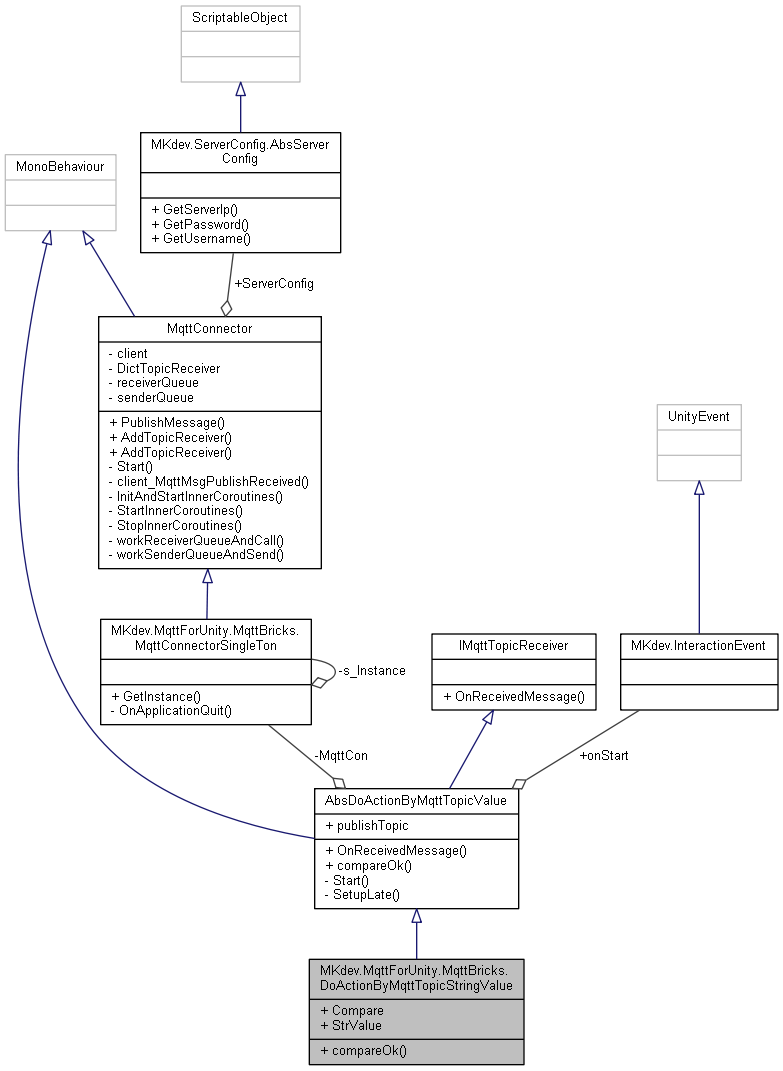 ScriptableObject
MKdev.ServerConfig.AbsServer
Config
+ GetServerIp()
+ GetPassword()
+ GetUsername()
MonoBehaviour
+ServerConfig
MqttConnector
- client
- DictTopicReceiver
- receiverQueue
- senderQueue
+ PublishMessage()
+ AddTopicReceiver()
+ AddTopicReceiver()
- Start()
- client_MqttMsgPublishReceived()
- InitAndStartInnerCoroutines()
- StartInnerCoroutines()
- StopInnerCoroutines()
- workReceiverQueueAndCall()
- workSenderQueueAndSend()
UnityEvent
MKdev.MqttForUnity.MqttBricks.
MqttConnectorSingleTon
+ GetInstance()
- OnApplicationQuit()
-s_Instance
IMqttTopicReceiver
+ OnReceivedMessage()
MKdev.InteractionEvent
-MqttCon
+onStart
AbsDoActionByMqttTopicValue
+ publishTopic
+ OnReceivedMessage()
+ compareOk()
- Start()
- SetupLate()
MKdev.MqttForUnity.MqttBricks.
DoActionByMqttTopicStringValue
+ Compare
+ StrValue
+ compareOk()